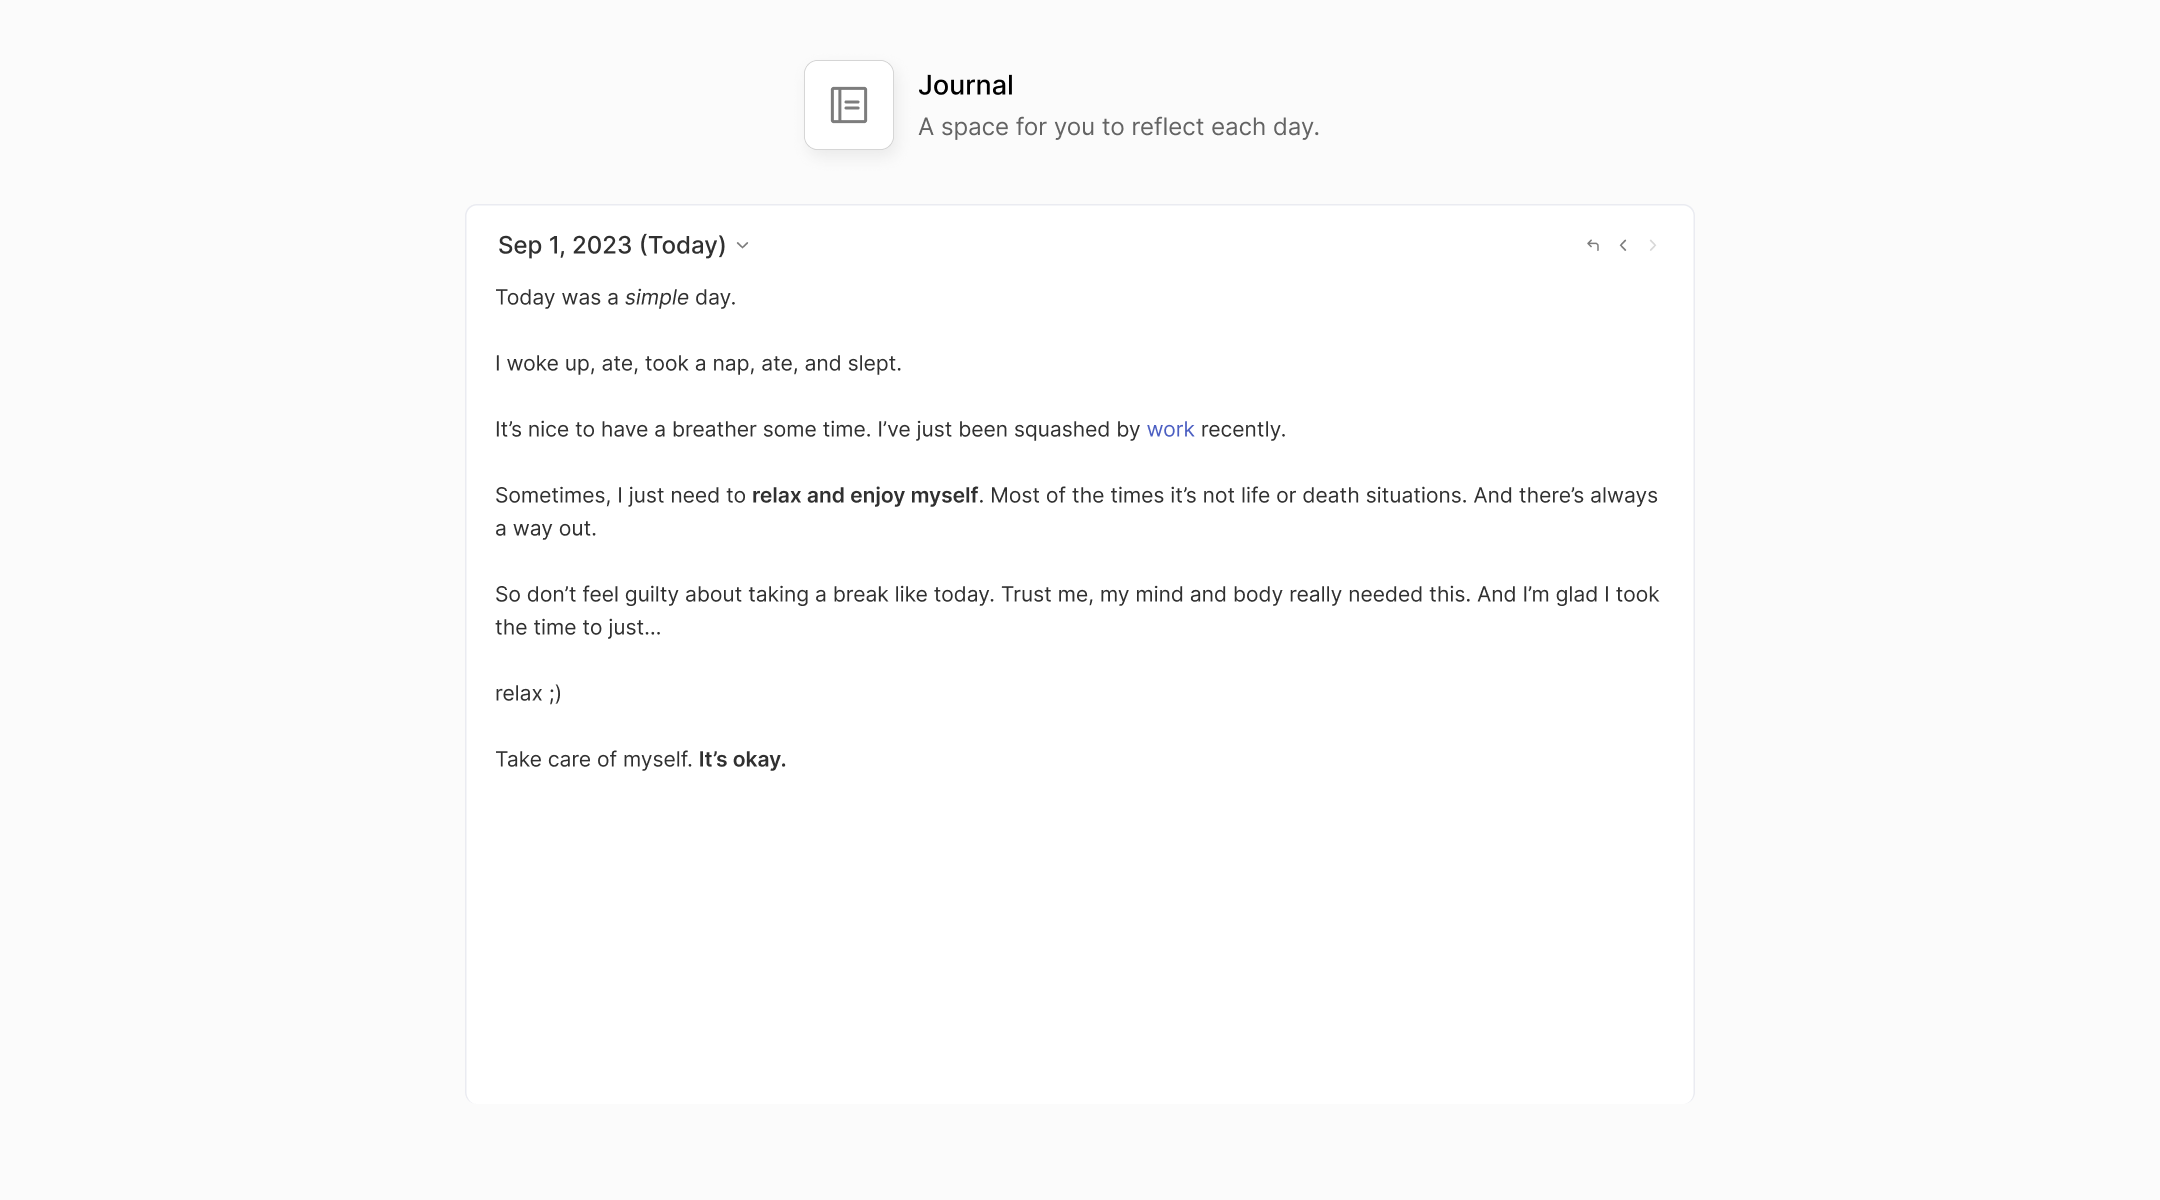 Journal
A space for you to reflect each day.
Sep 1, 2023 (Today)
Today was a simple day.
I woke up, ate, took a nap, ate, and slept.
It’s nice to have a breather some time. I’ve just been squashed by work recently.
Sometimes, I just need to relax and enjoy myself. Most of the times it’s not life or death situations. And there’s always
a way out.
So don’t feel guilty about taking a break like today. Trust me, my mind and body really needed this. And I’m glad I took
the time to just...
relax ;)
Take care of myself. It’s okay.